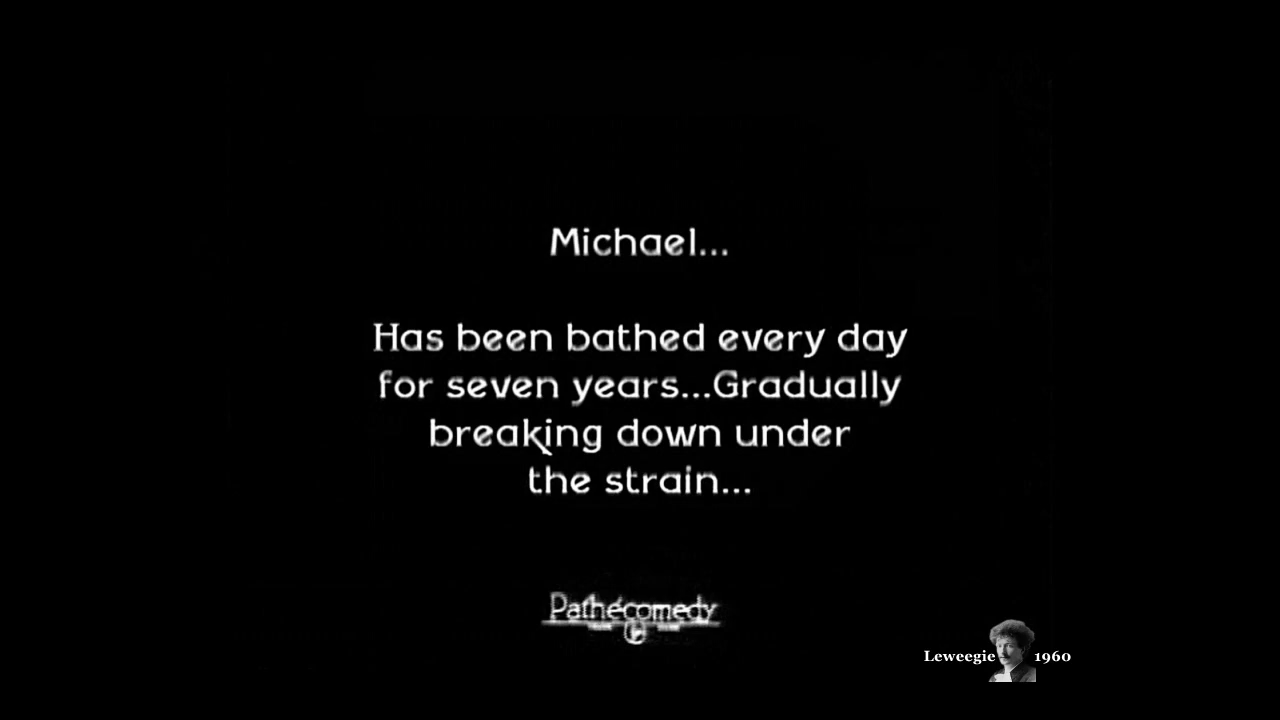 Michael...
Has been bathed every day
for seven years...Gradually
breaking down under
the strain...
Pathécomedy
Leweegie 1960